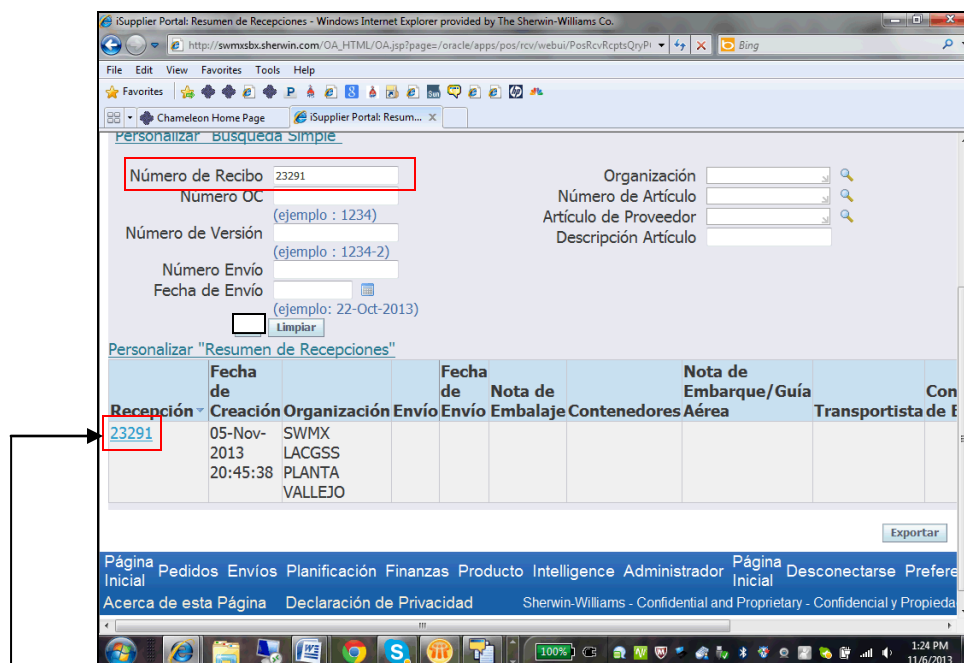 iSupplier Portal: Resumen de Recepciones - Windows Internet Explorer provided by The Sherwin-Williams Co.
http://swmxsbx.sherwin.com/OA_HTML/OA.jsp?page=/oracle/apps/pos/rcv/webui/PosRcvRcptsQryP
Bing
File Edit View Favorites Tools Help
Favorites
Chameleon Home Page
iSupplier Portal: Resum...
Personalizar "Búsqueda Simple"
Número de Recibo 23291
Organización
Número OC
Número de Artículo
(ejemplo : 1234)
Artículo de Proveedor
Número de Versión
Descripción Artículo
(ejemplo : 1234-2)
Número Envío
Fecha de Envío
(ejemplo: 22-Oct-2013)
Limpiar
Personalizar "Resumen de Recepciones"
Fecha Fecha Nota de
de de Nota de Embarque/Guía Con
Recepción Creación Organización Envío Envío Embalaje Contenedores Aérea Transportista de E
23291 05-Nov- SWMX
2013 LACGSS
20:45:38 PLANTA
VALLEJO
Exportar
Página Inicial Pedidos Envíos Planificación Finanzas Producto Intelligence Administrador Página Inicial Desconectarse Prefere
Acerca de esta Página Declaración de Privacidad Sherwin-Williams - Confidential and Proprietary - Confidencial y Propieda
100%
1:24 PM
11/6/2013